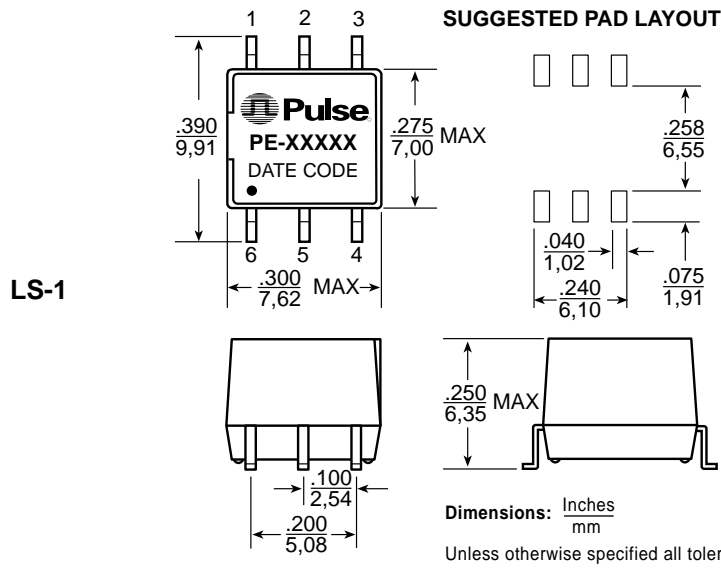 1 2 3
SUGGESTED PAD LAYOUT
.390
9,91
Pulse
PE-XXXXX
DATE CODE
.275
7,00
MAX
.258
6,55
6 5 4
.040
1,02
.300
7,62
MAX
.240
6,10
.075
1,91
LS-1
.250
6,35
MAX
.100
2,54
.200
5,08
Dimensions: Inches
mm
Unless otherwise specified all toler